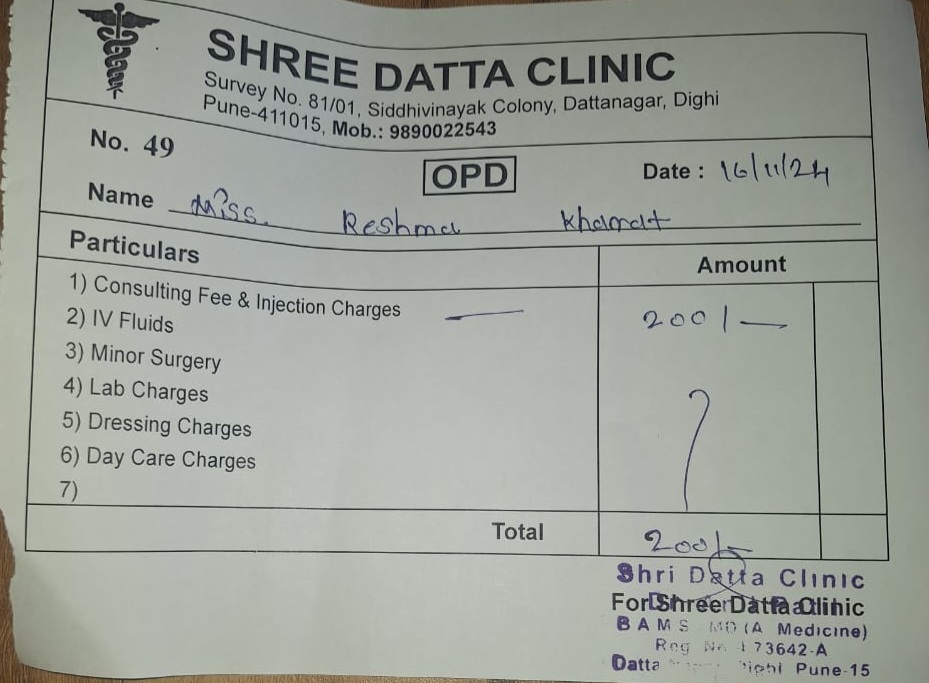 SHREE DATTA CLINIC
Survey No. 81/01, Siddhivinayak Colony, Dattanagar, Dighi
Pune-411015, Mob.: 9890022543
No. 49
OPD
Date : 16/11/24
Name Miss. Reshma Khamat
Particulars Amount
1) Consulting Fee & Injection Charges — 200/-
2) IV Fluids
3) Minor Surgery
4) Lab Charges
5) Dressing Charges
6) Day Care Charges
7)
Total 200/-
Shri Datta Clinic
For Shree Datta Clinic
BAMS MD (A Medicine)
Reg No 73642-A
Datta Dighi Pune-15